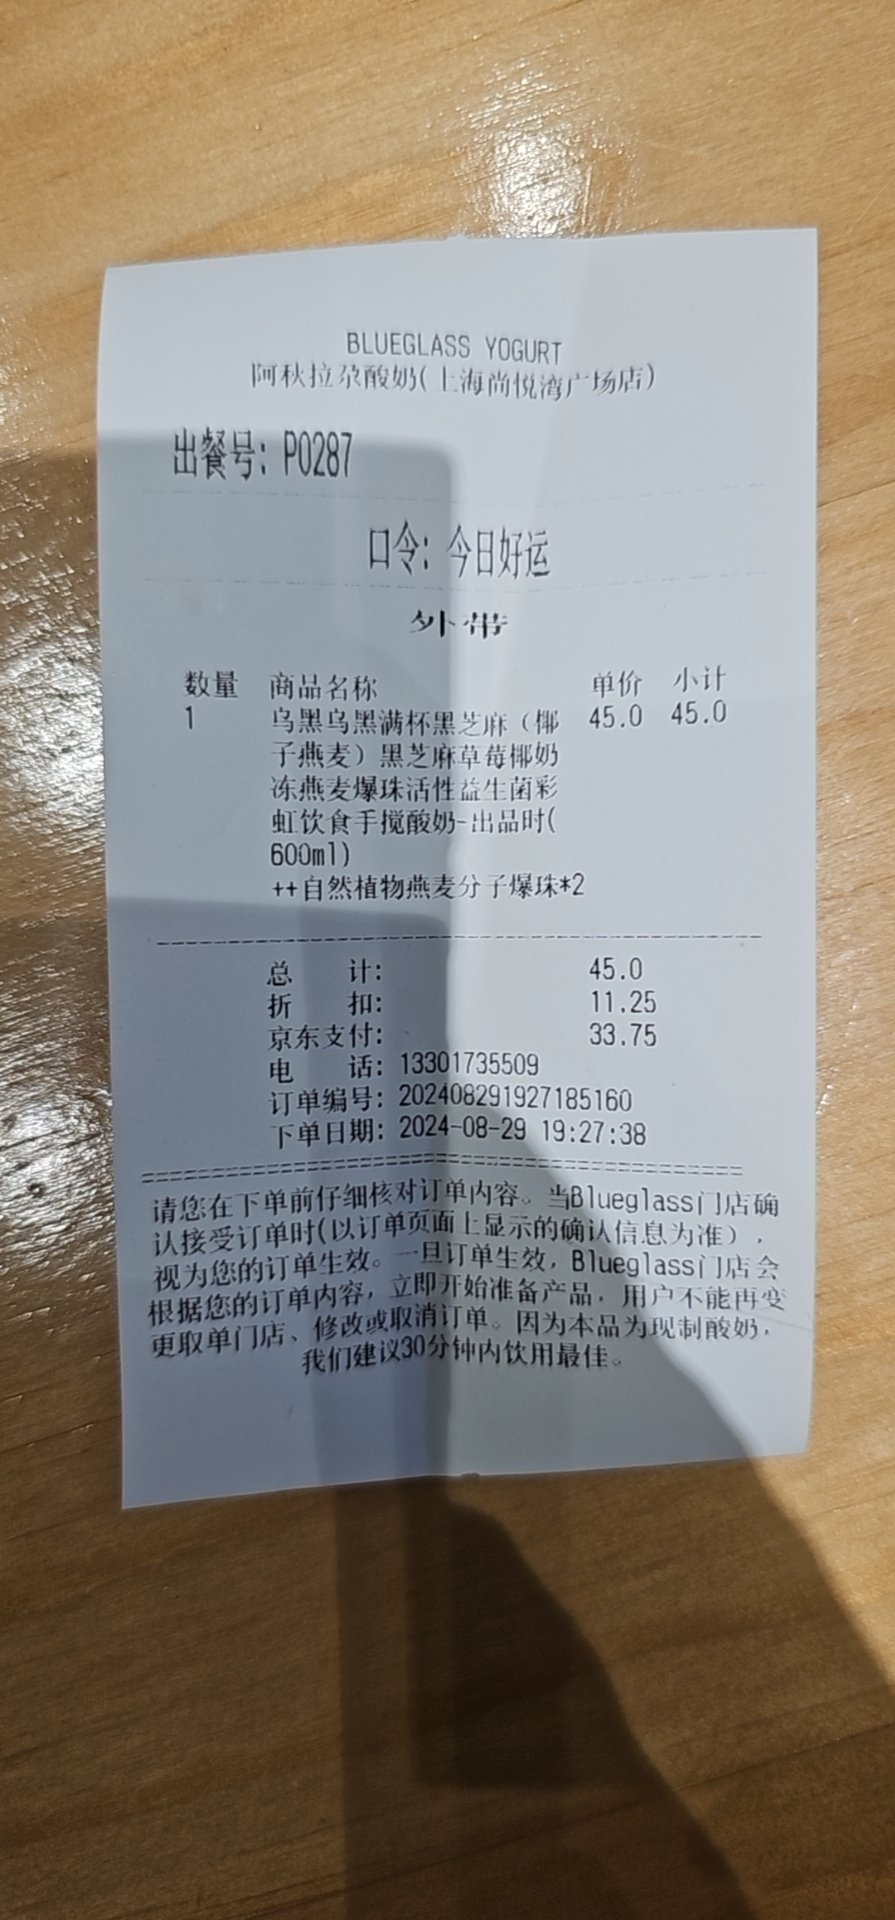 BLUEGLASS YOGURT
阿秋拉尕酸奶(上海尚悦湾广场店)
出餐号: P0287
口令: 今日好运
外带
数量 商品名称 单价 小计
1 乌黑乌黑满杯黑芝麻（椰 45.0 45.0
子燕麦）黑芝麻草莓椰奶
冻燕麦爆珠活性益生菌彩
虹饮食手搅酸奶-出品时(
600ml)
++自然植物燕麦分子爆珠*2
总 计: 45.0
折 扣: 11.25
京东支付: 33.75
电 话: 13301735509
订单编号: 202408291927185160
下单日期: 2024-08-29 19:27:38
请您在下单前仔细核对订单内容。当Blueglass门店确
认接受订单时(以订单页面上显示的确认信息为准)，
视为您的订单生效。一旦订单生效，Blueglass门店会
根据您的订单内容，立即开始准备产品，用户不能再变
更取单门店、修改或取消订单。因为本品为现制酸奶，
我们建议30分钟内饮用最佳。